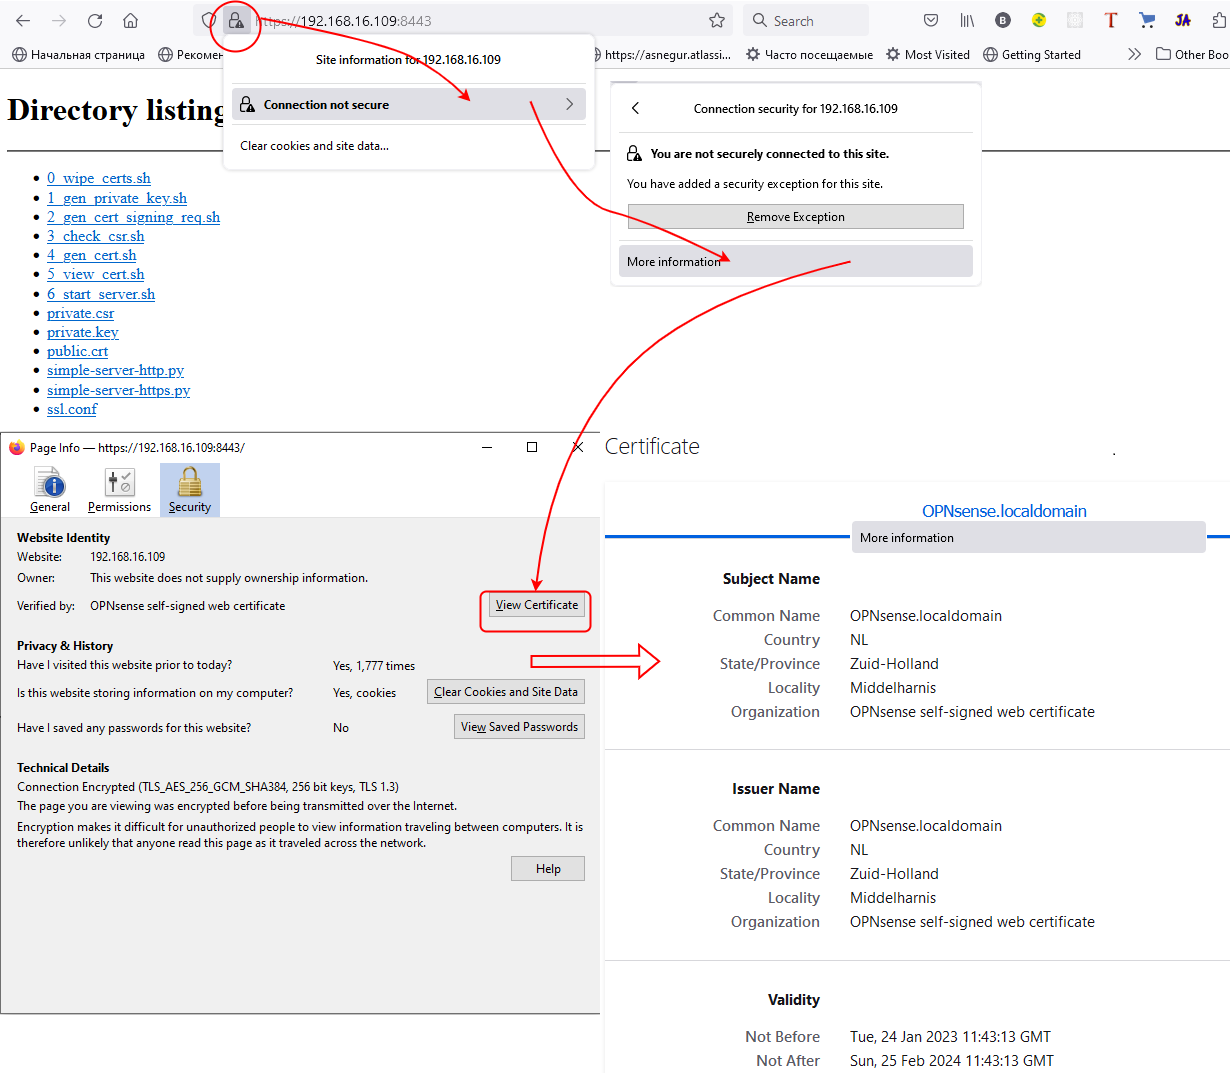 https://192.168.16.109:8443
Search
Начальная страница
Рекомен
https://asnegur.atlassi...
Часто посещаемые
Most Visited
Getting Started
Other Boo
Site information for 192.168.16.109
Connection not secure
Clear cookies and site data...
Connection security for 192.168.16.109
You are not securely connected to this site.
You have added a security exception for this site.
Remove Exception
More information
Directory listing
0_wipe_certs.sh
1_gen_private_key.sh
2_gen_cert_signing_req.sh
3_check_csr.sh
4_gen_cert.sh
5_view_cert.sh
6_start_server.sh
private.csr
private.key
public.crt
simple-server-http.py
simple-server-https.py
ssl.conf
Page Info — https://192.168.16.109:8443/
General
Permissions
Security
Website Identity
Website: 192.168.16.109
Owner: This website does not supply ownership information.
Verified by: OPNsense self-signed web certificate
View Certificate
Privacy & History
Have I visited this website prior to today? Yes, 1,777 times
Is this website storing information on my computer? Yes, cookies
Clear Cookies and Site Data
Have I saved any passwords for this website? No
View Saved Passwords
Technical Details
Connection Encrypted (TLS_AES_256_GCM_SHA384, 256 bit keys, TLS 1.3)
The page you are viewing was encrypted before being transmitted over the Internet.
Encryption makes it difficult for unauthorized people to view information traveling between computers. It is
therefore unlikely that anyone read this page as it traveled across the network.
Help
Certificate
OPNsense.localdomain
More information
Subject Name
Common Name OPNsense.localdomain
Country NL
State/Province Zuid-Holland
Locality Middelharnis
Organization OPNsense self-signed web certificate
Issuer Name
Common Name OPNsense.localdomain
Country NL
State/Province Zuid-Holland
Locality Middelharnis
Organization OPNsense self-signed web certificate
Validity
Not Before Tue, 24 Jan 2023 11:43:13 GMT
Not After Sun, 25 Feb 2024 11:43:13 GMT